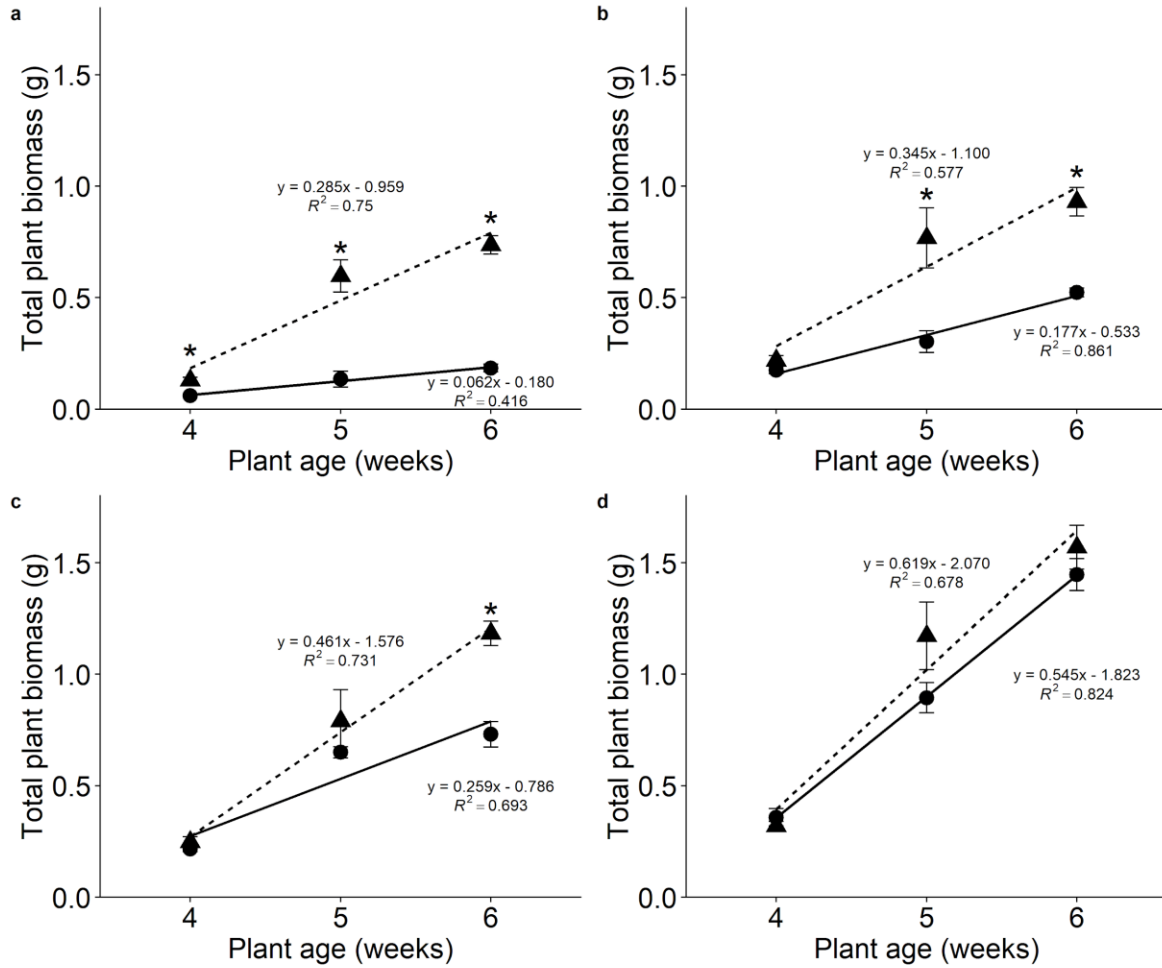 a
Total plant biomass (g)
1.5
1.0
0.5
0.0
y = 0.285x - 0.959
R² = 0.75
*
*
*
y = 0.062x - 0.180
R² = 0.416
4 5 6
Plant age (weeks)
b
Total plant biomass (g)
1.5
1.0
0.5
0.0
y = 0.345x - 1.100
R² = 0.577
*
*
y = 0.177x - 0.533
R² = 0.861
4 5 6
Plant age (weeks)
c
Total plant biomass (g)
1.5
1.0
0.5
0.0
*
y = 0.461x - 1.576
R² = 0.731
y = 0.259x - 0.786
R² = 0.693
4 5 6
Plant age (weeks)
d
Total plant biomass (g)
1.5
1.0
0.5
0.0
y = 0.619x - 2.070
R² = 0.678
y = 0.545x - 1.823
R² = 0.824
4 5 6
Plant age (weeks)